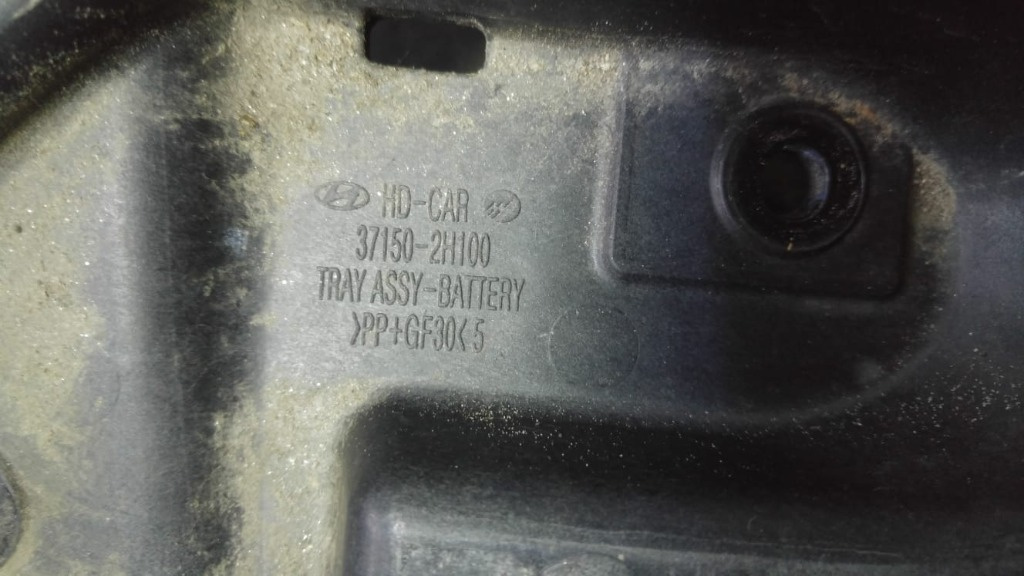 HD-CAR
37150-2H100
TRAY ASSY-BATTERY
>PP+GF30< 5